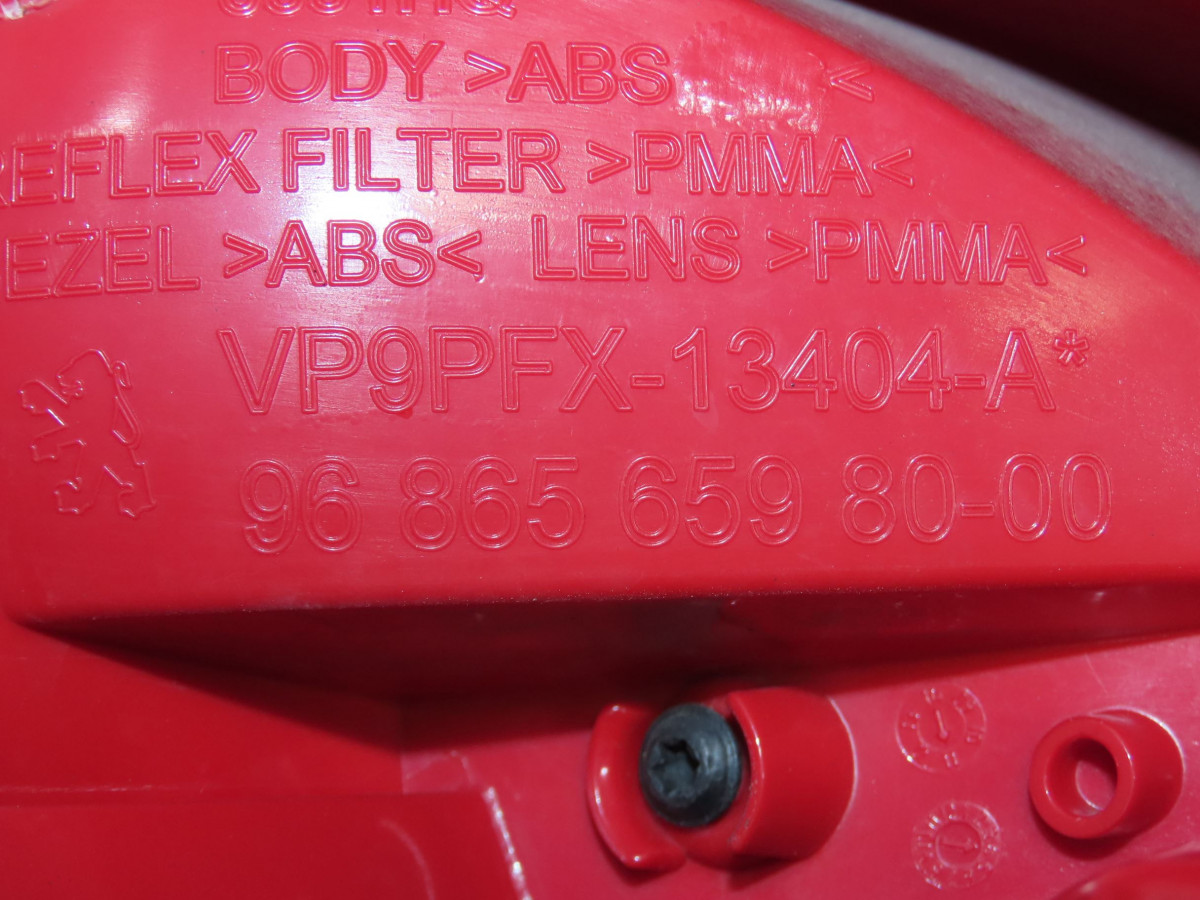 BODY >ABS <
REFLEX FILTER >PMMA<
EZEL >ABS< LENS >PMMA<
VP9PFX-13404-A*
96 865 659 80-00